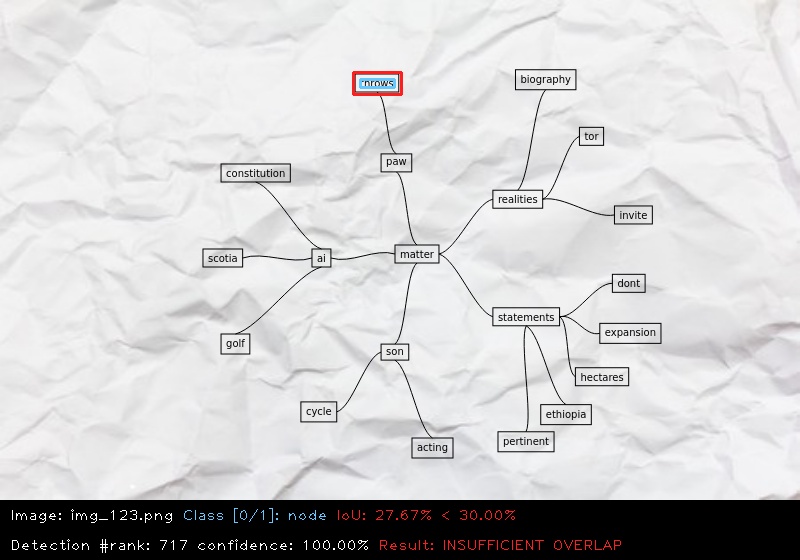 biography
tor
paw
constitution
realities
invite
scotia
ai
matter
dont
statements
expansion
golf
son
hectares
cycle
ethiopia
pertinent
acting
Image: img_123.png Class [0/1]: node IoU: 27.67% < 30.00%
Detection #rank: 717 confidence: 100.00% Result: INSUFFICIENT OVERLAP